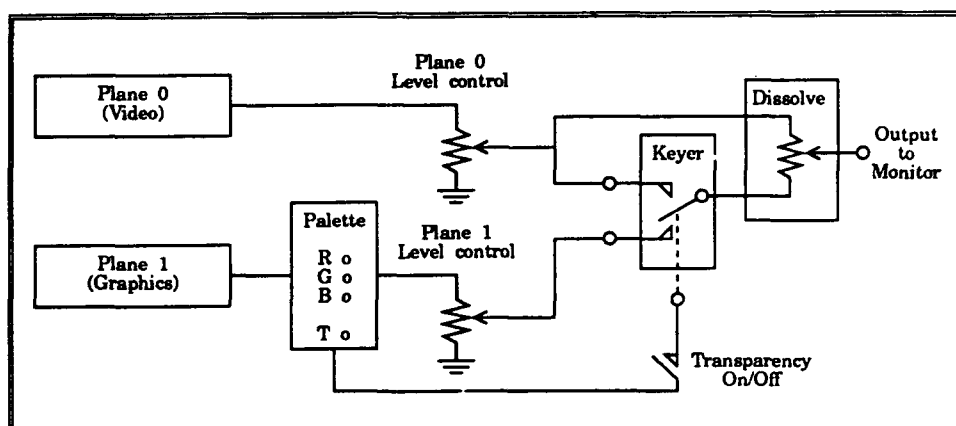 Plane 0
(Video)
Plane 0
Level control
Dissolve
Output
to
Monitor
Keyer
Palette
R o
G o
B o
T o
Plane 1
Level control
Plane 1
(Graphics)
Transparency
On/Off